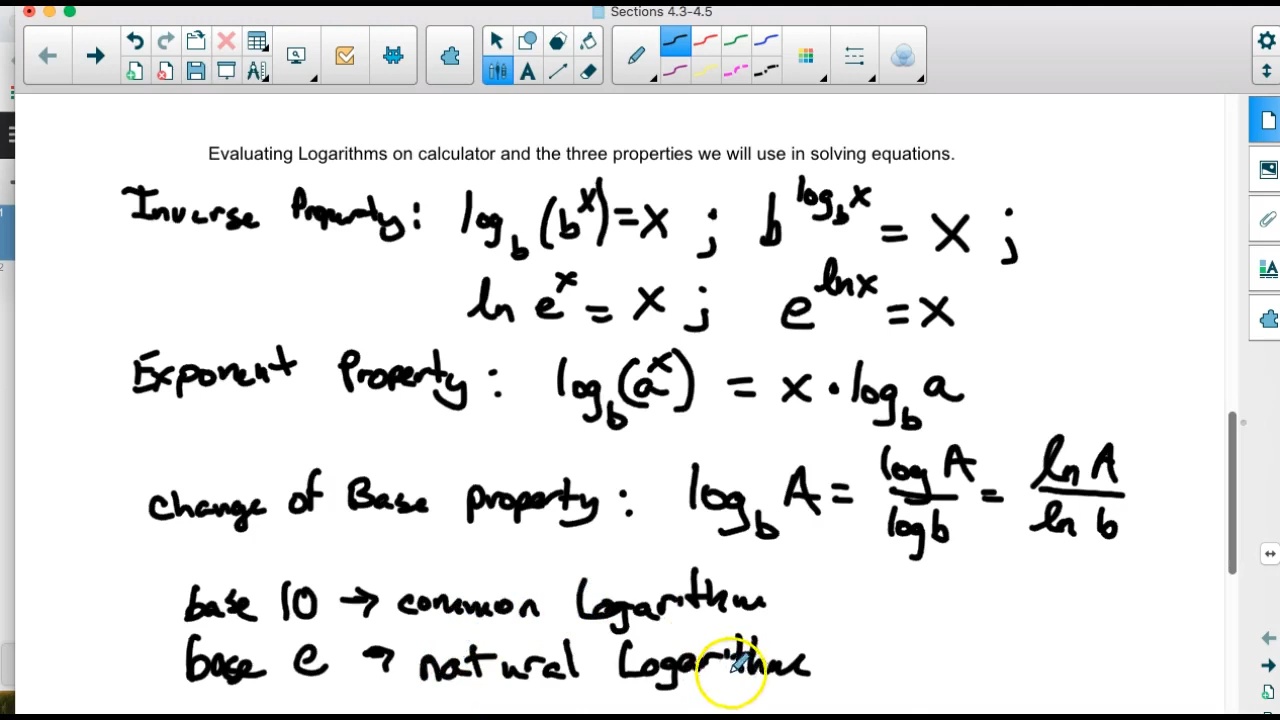 Sections 4.3-4.5
Evaluating Logarithms on calculator and the three properties we will use in solving equations.
Inverse Property: log_b (b^x) = x ; b^(log_b x) = x ;
ln e^x = x ; e^(ln x) = x
Exponent Property: log_b (a^x) = x · log_b a
Change of Base property: log_b A = log A / log b = ln A / ln b
base 10 → common Logarithm
base e → natural Logarithm